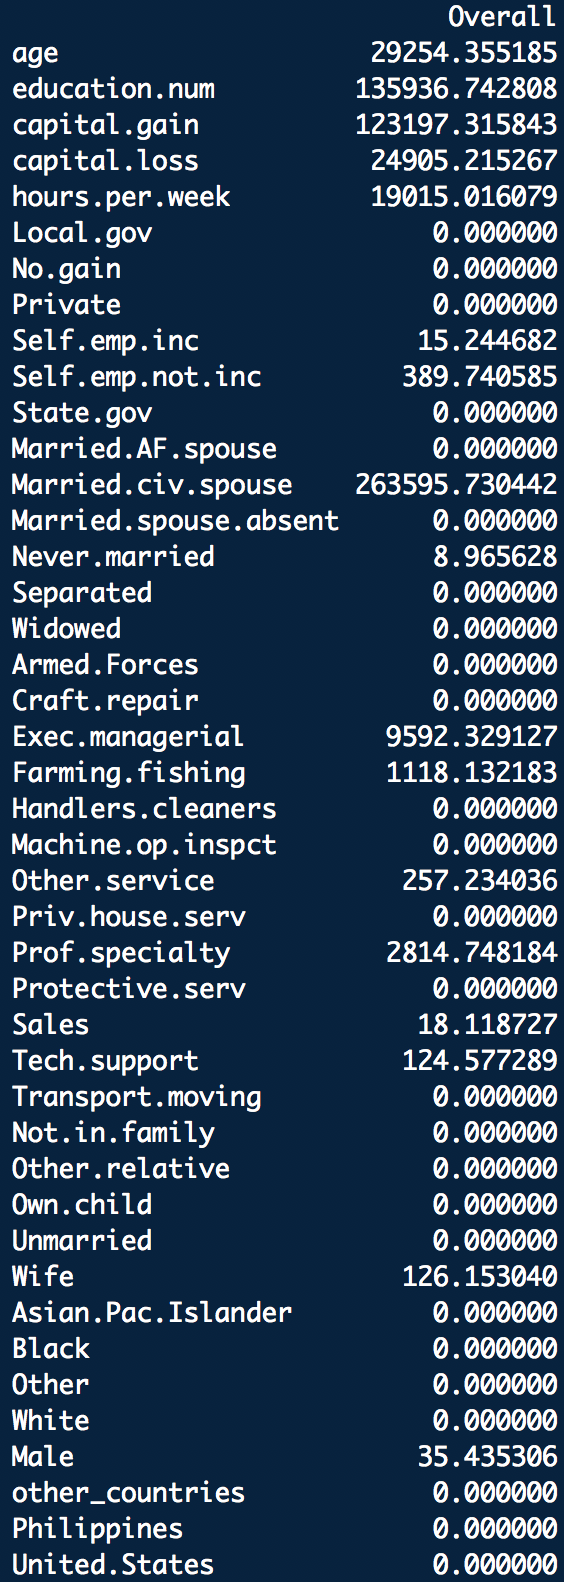 Overall
age 29254.355185
education.num 135936.742808
capital.gain 123197.315843
capital.loss 24905.215267
hours.per.week 19015.016079
Local.gov 0.000000
No.gain 0.000000
Private 0.000000
Self.emp.inc 15.244682
Self.emp.not.inc 389.740585
State.gov 0.000000
Married.AF.spouse 0.000000
Married.civ.spouse 263595.730442
Married.spouse.absent 0.000000
Never.married 8.965628
Separated 0.000000
Widowed 0.000000
Armed.Forces 0.000000
Craft.repair 0.000000
Exec.managerial 9592.329127
Farming.fishing 1118.132183
Handlers.cleaners 0.000000
Machine.op.inspct 0.000000
Other.service 257.234036
Priv.house.serv 0.000000
Prof.specialty 2814.748184
Protective.serv 0.000000
Sales 18.118727
Tech.support 124.577289
Transport.moving 0.000000
Not.in.family 0.000000
Other.relative 0.000000
Own.child 0.000000
Unmarried 0.000000
Wife 126.153040
Asian.Pac.Islander 0.000000
Black 0.000000
Other 0.000000
White 0.000000
Male 35.435306
other_countries 0.000000
Philippines 0.000000
United.States 0.000000